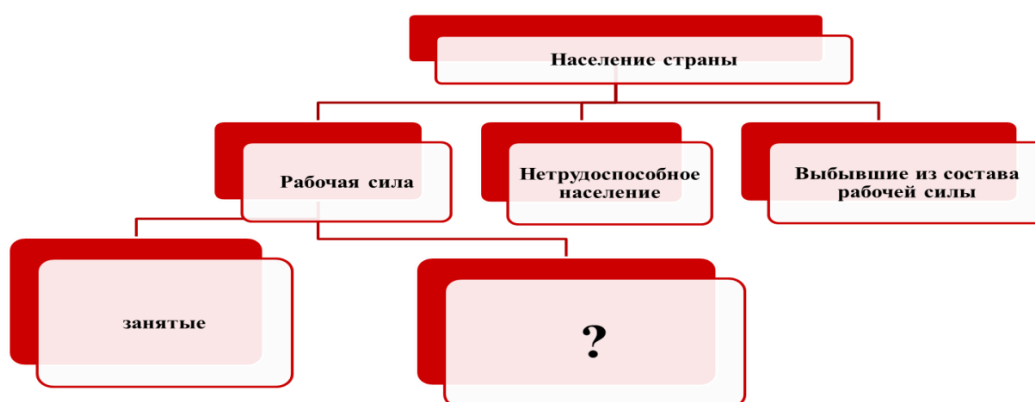 Население страны
Рабочая сила
Нетрудоспособное
население
Выбывшие из состава
рабочей силы
занятые
?